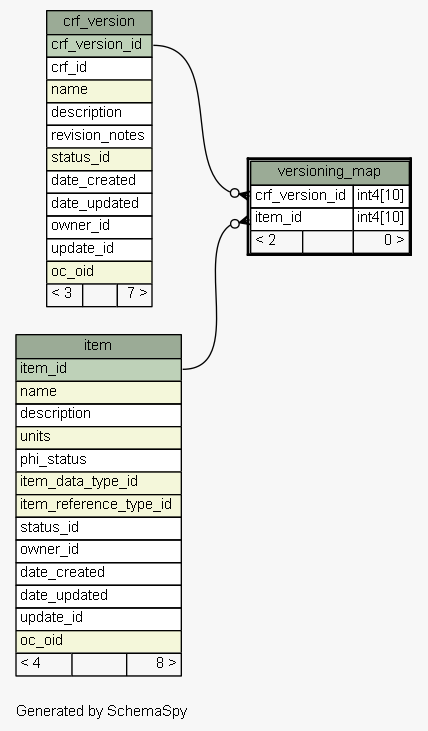 crf_version
crf_version_id
crf_id
name
description
revision_notes
status_id
date_created
date_updated
owner_id
update_id
oc_oid
< 3 7 >
versioning_map
crf_version_id int4[10]
item_id int4[10]
< 2 0 >
item
item_id
name
description
units
phi_status
item_data_type_id
item_reference_type_id
status_id
owner_id
date_created
date_updated
update_id
oc_oid
< 4 8 >
Generated by SchemaSpy